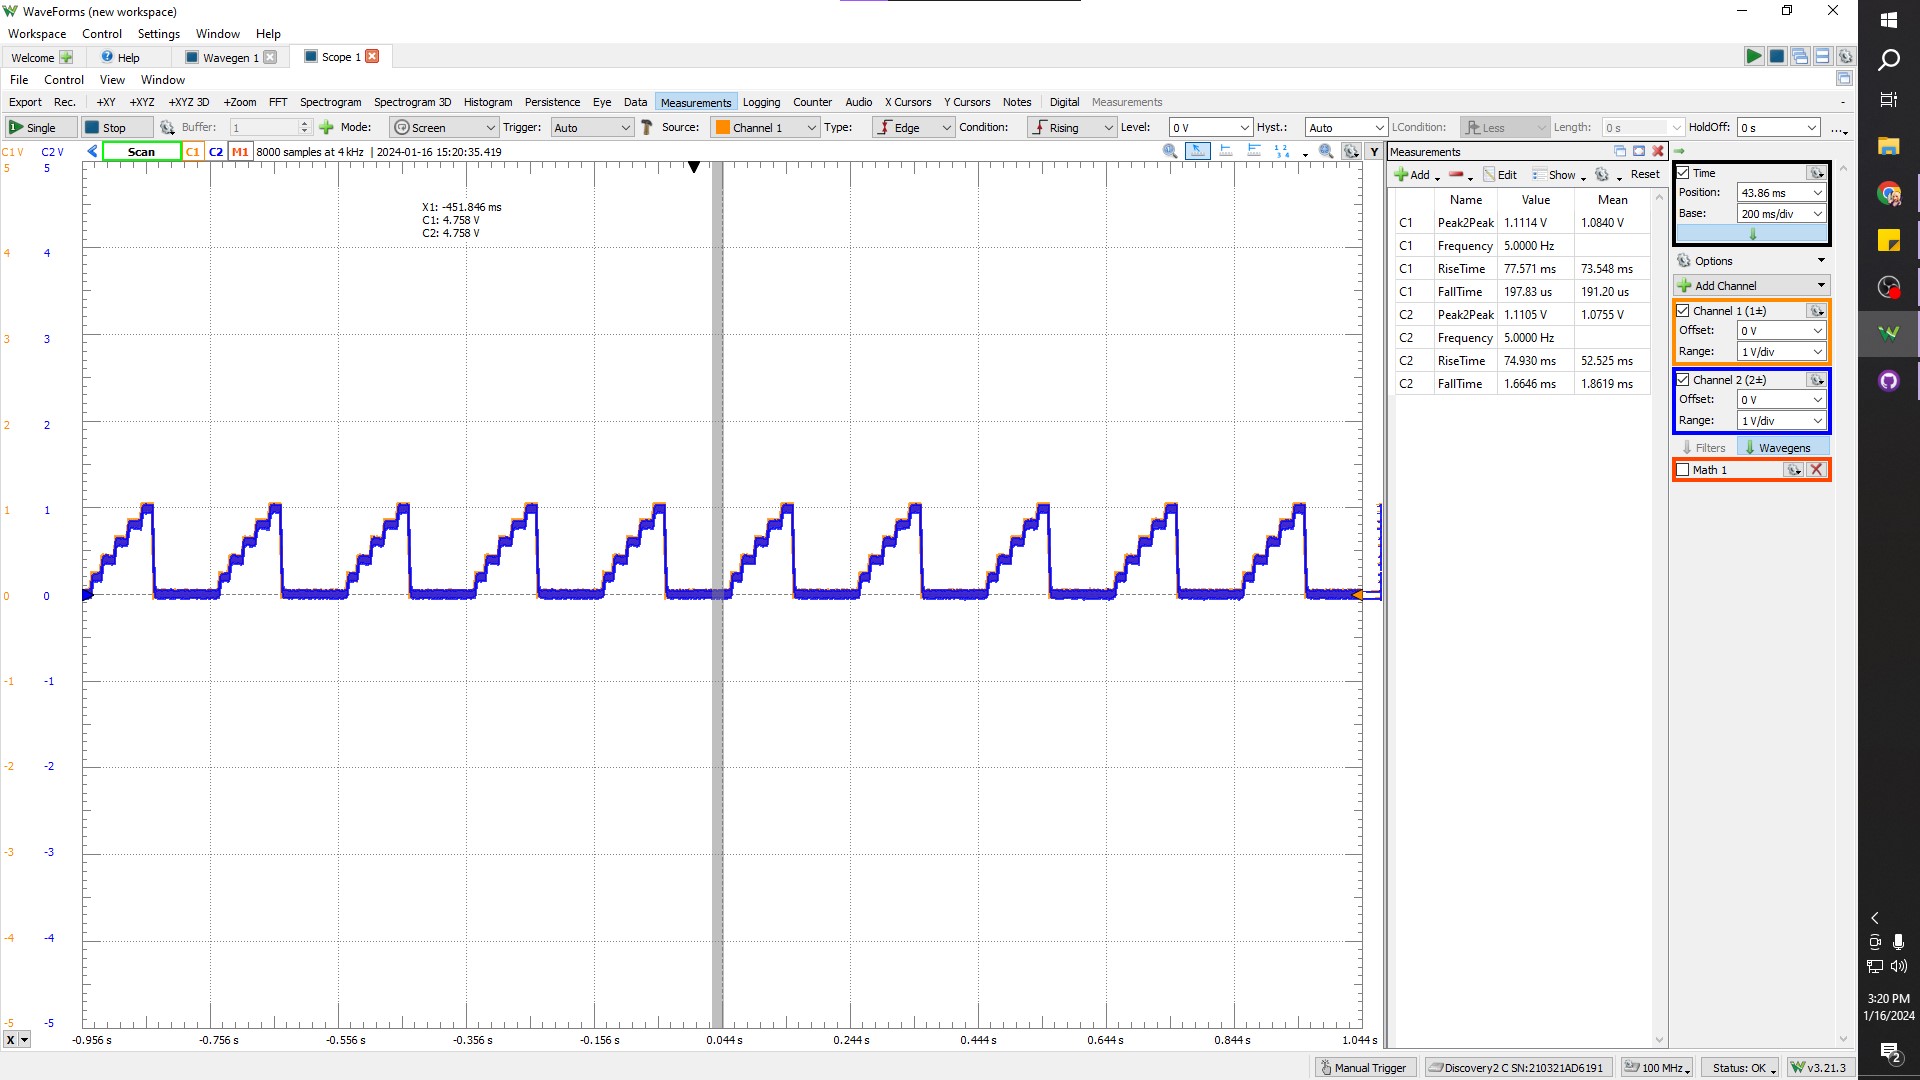 WaveForms (new workspace)
Workspace Control Settings Window Help
Welcome Help Wavegen 1 Scope 1
File Control View Window
Export Rec. +XY +XYZ +XYZ 3D +Zoom FFT Spectrogram Spectrogram 3D Histogram Persistence Eye Data Measurements Logging Counter Audio X Cursors Y Cursors Notes Digital Measurements
Single Stop Buffer: 1 Mode: Screen Trigger: Auto Source: Channel 1 Type: Edge Condition: Rising Level: 0 V Hyst.: Auto LCondition: Less Length: 0 s HoldOff: 0 s
C1 V C2 V Scan C1 C2 M1 8000 samples at 4 kHz | 2024-01-16 15:20:35.419 Y
X1: -451.846 ms
C1: 4.758 V
C2: 4.758 V
5 5
4 4
3 3
2 2
1 1
0 0
-1 -1
-2 -2
-3 -3
-4 -4
-5 -5
X -0.956 s -0.756 s -0.556 s -0.356 s -0.156 s 0.044 s 0.244 s 0.444 s 0.644 s 0.844 s 1.044 s
Measurements
Add Edit Show Reset
Name Value Mean
C1 Peak2Peak 1.1114 V 1.0840 V
C1 Frequency 5.0000 Hz
C1 RiseTime 77.571 ms 73.548 ms
C1 FallTime 197.83 us 191.20 us
C2 Peak2Peak 1.1105 V 1.0755 V
C2 Frequency 5.0000 Hz
C2 RiseTime 74.930 ms 52.525 ms
C2 FallTime 1.6646 ms 1.8619 ms
Time
Position: 43.86 ms
Base: 200 ms/div
Options
Add Channel
Channel 1 (1±)
Offset: 0 V
Range: 1 V/div
Channel 2 (2±)
Offset: 0 V
Range: 1 V/div
Filters Wavegens
Math 1
Manual Trigger Discovery2 C SN:210321AD6191 100 MHz Status: OK v3.21.3
3:20 PM
1/16/2024
2